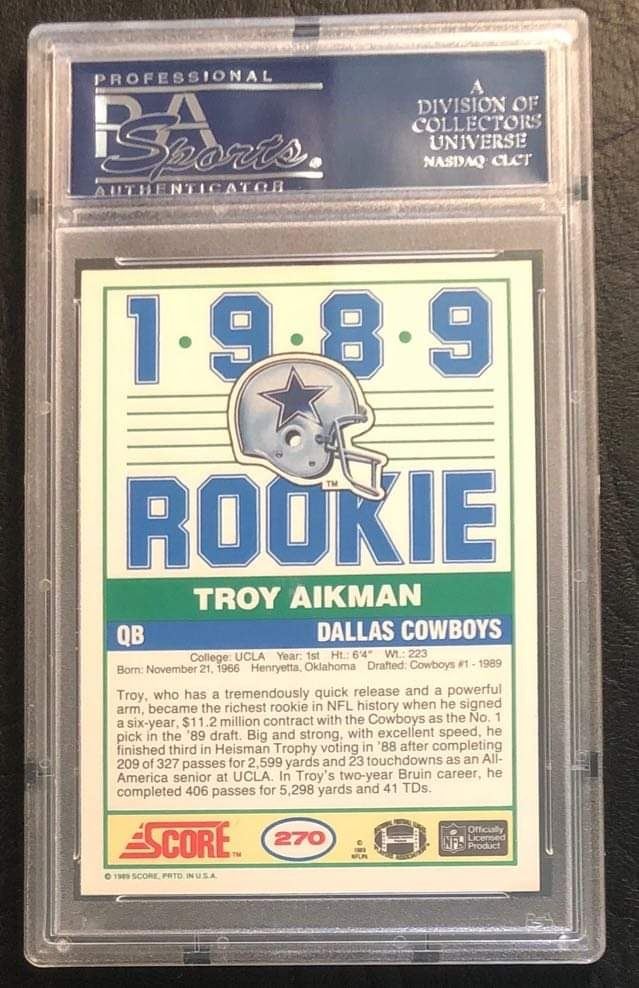 PROFESSIONAL
PSA
Sports.
AUTHENTICATOR
A
DIVISION OF
COLLECTORS
UNIVERSE
NASDAQ: CLCT
1·9·8·9
TM
ROOKIE
TROY AIKMAN
QB DALLAS COWBOYS
College: UCLA Year: 1st Ht.: 6'4" Wt.: 223
Born: November 21, 1966 Henryetta, Oklahoma Drafted: Cowboys #1 - 1989
Troy, who has a tremendously quick release and a powerful
arm, became the richest rookie in NFL history when he signed
a six-year, $11.2 million contract with the Cowboys as the No. 1
pick in the '89 draft. Big and strong, with excellent speed, he
finished third in Heisman Trophy voting in '88 after completing
209 of 327 passes for 2,599 yards and 23 touchdowns as an All-
America senior at UCLA. In Troy's two-year Bruin career, he
completed 406 passes for 5,298 yards and 41 TDs.
SCORE TM
270
©
1989
NFLPA
NFL
Officially
Licensed
Product
© 1989 SCORE, PRTD. IN U.S.A.